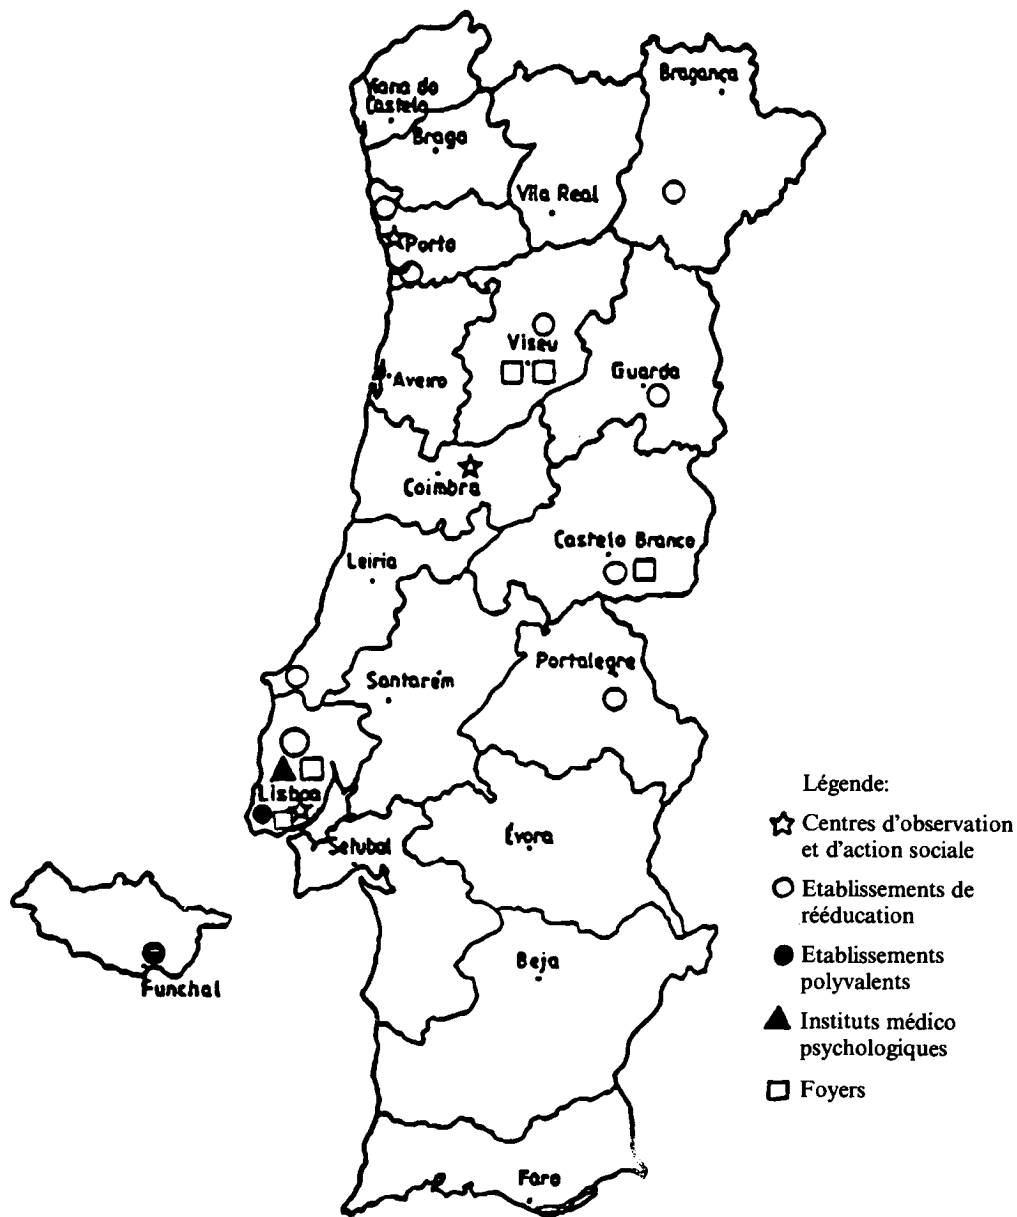 Viana do
Castelo
Braga
Bragança
Vila Real
Porto
Viseu
Aveiro
Guarda
Coimbra
Castelo Branco
Leiria
Portalegre
Santarém
Lisboa
Évora
Setubal
Beja
Funchal
Faro
Légende:
Centres d'observation
et d'action sociale
Etablissements de
rééducation
Etablissements
polyvalents
Instituts médico
psychologiques
Foyers